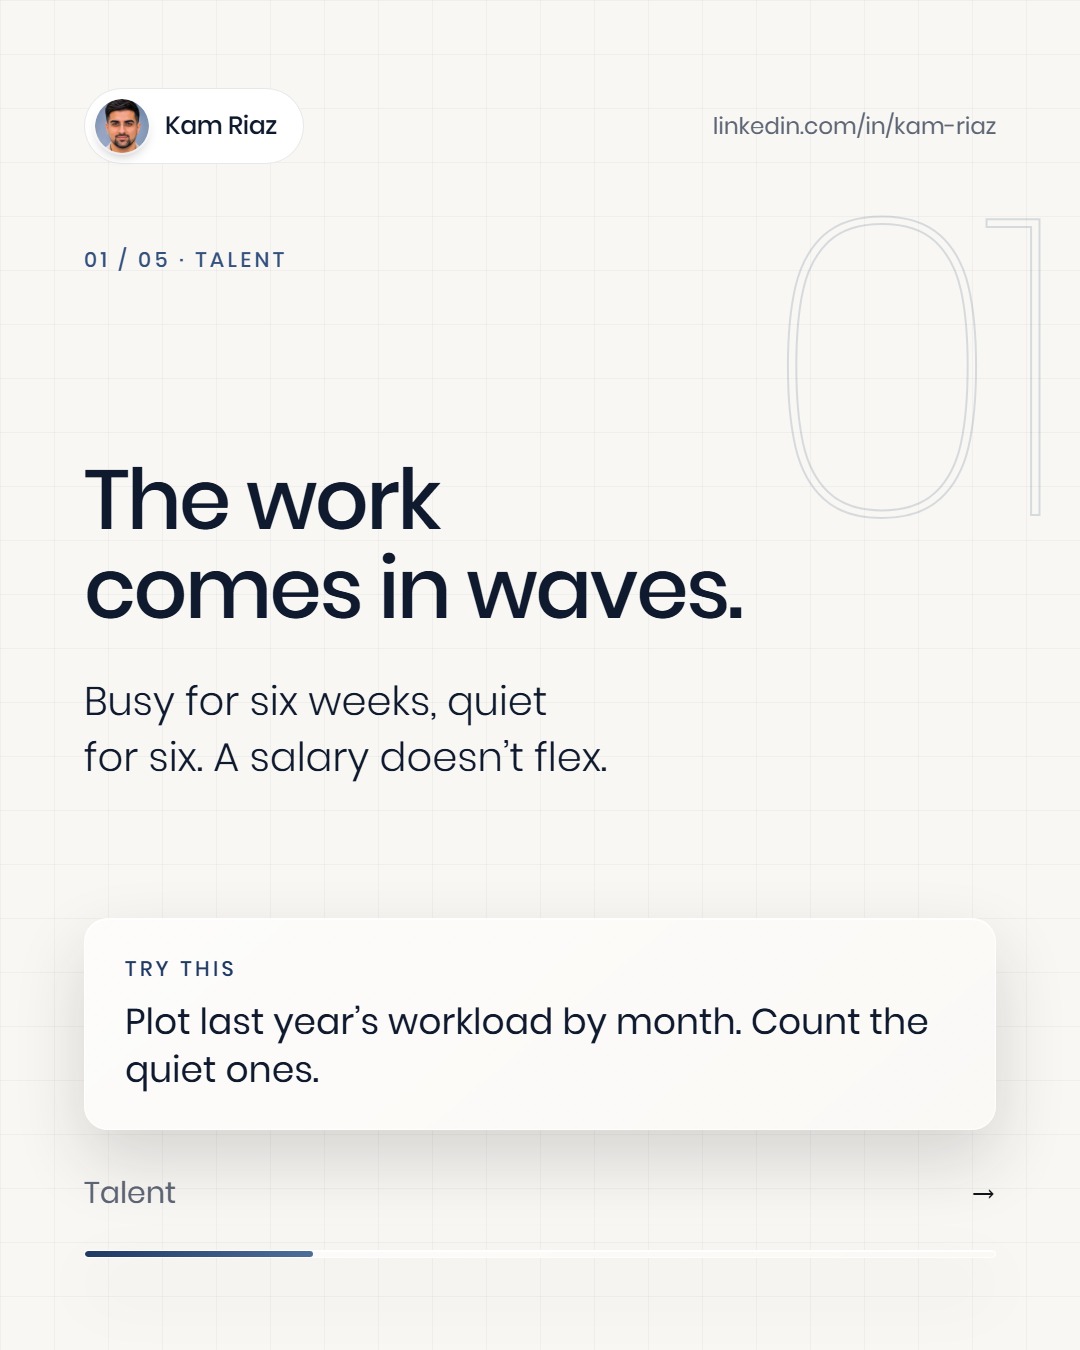 Kam Riaz
linkedin.com/in/kam-riaz
01 / 05 · TALENT
01
The work
comes in waves.
Busy for six weeks, quiet
for six. A salary doesn’t flex.
TRY THIS
Plot last year’s workload by month. Count the
quiet ones.
Talent
→